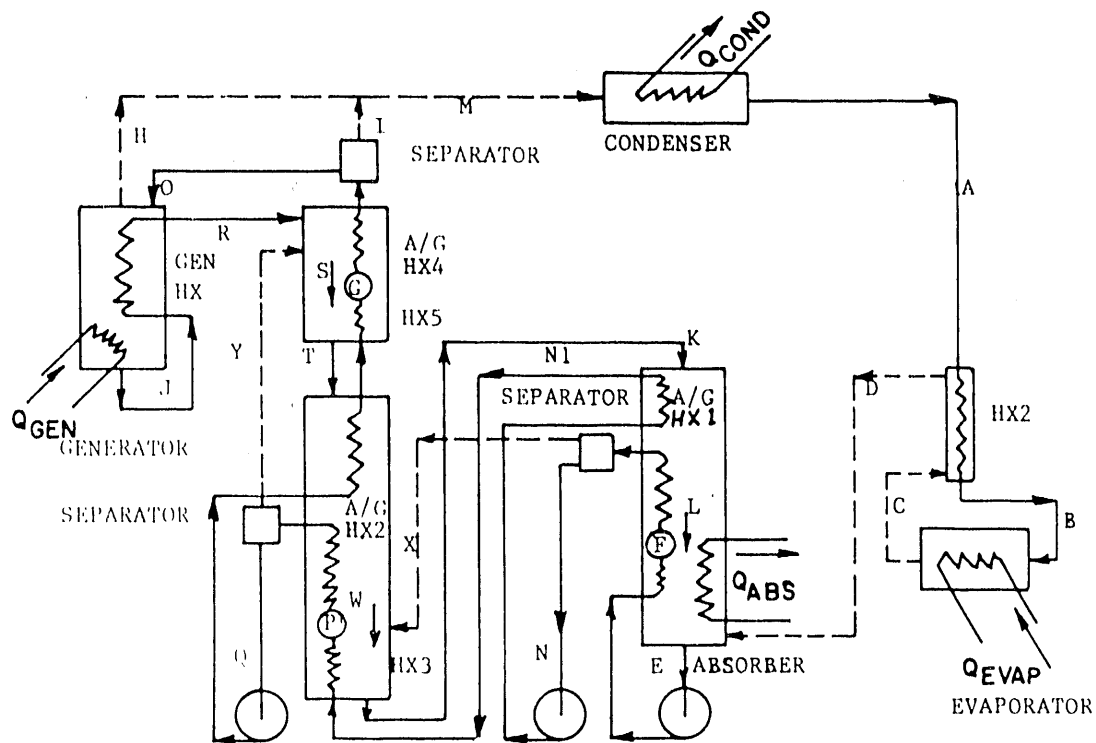 QCOND
M
H
I
SEPARATOR
CONDENSER
O
A
R
A/G
HX4
GEN
HX
S
G
HX5
Y
T
N1
K
J
SEPARATOR
A/G
HX1
D
HX2
QGEN
GENERATOR
SEPARATOR
A/G
HX2
X
L
C
B
F
QABS
W
P'
Q
HX3
N
E ABSORBER
QEVAP
EVAPORATOR